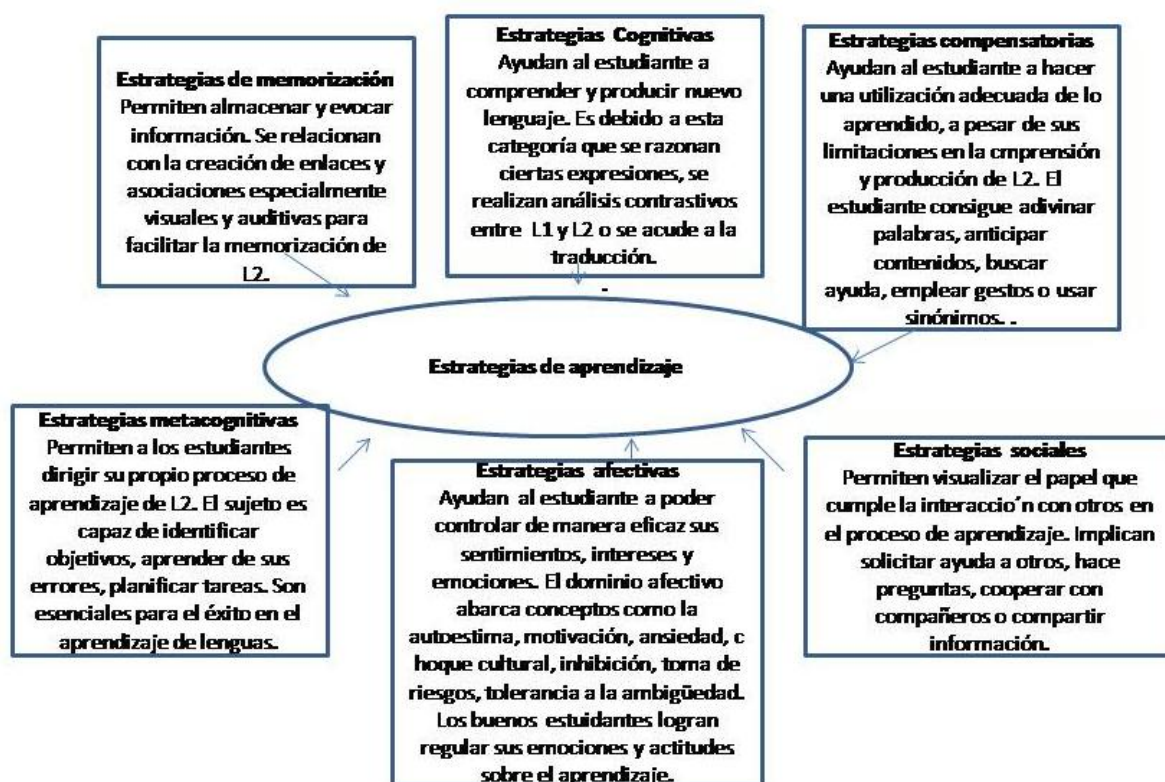 Estrategias de memorización
Permiten almacenar y evocar
información. Se relacionan
con la creación de enlaces y
asociaciones especialmente
visuales y auditivas para
facilitar la memorización de
L2.
Estrategias Cognitivas
Ayudan al estudiante a
comprender y producir nuevo
lenguaje. Es debido a esta
categoría que se razonan
ciertas expresiones, se
realizan análisis contrastivos
entre L1 y L2 o se acude a la
traducción.
.
Estrategias compensatorias
Ayudan al estudiante a hacer
una utilización adecuada de lo
aprendido, a pesar de sus
limitaciones en la cmprensión
y producción de L2. El
estudiante consigue adivinar
palabras, anticipar
contenidos, buscar
ayuda, emplear gestos o usar
sinónimos. .
Estrategias de aprendizaje
Estrategias metacognitivas
Permiten a los estudiantes
dirigir su propio proceso de
aprendizaje de L2. El sujeto es
capaz de identificar
objetivos, aprender de sus
errores, planificar tareas. Son
esenciales para el éxito en el
aprendizaje de lenguas.
Estrategias afectivas
Ayudan al estudiante a poder
controlar de manera eficaz sus
sentimientos, intereses y
emociones. El dominio afectivo
abarca conceptos como la
autoestima, motivación, ansiedad, c
hoque cultural, inhibición, toma de
riesgos, tolerancia a la ambigüedad.
Los buenos estuidantes logran
regular sus emociones y actitudes
sobre el aprendizaje.
Estrategias sociales
Permiten visualizar el papel que
cumple la interaccio´n con otros en
el proceso de aprendizaje. Implican
solicitar ayuda a otros, hace
preguntas, cooperar con
compañeros o compartir
información.